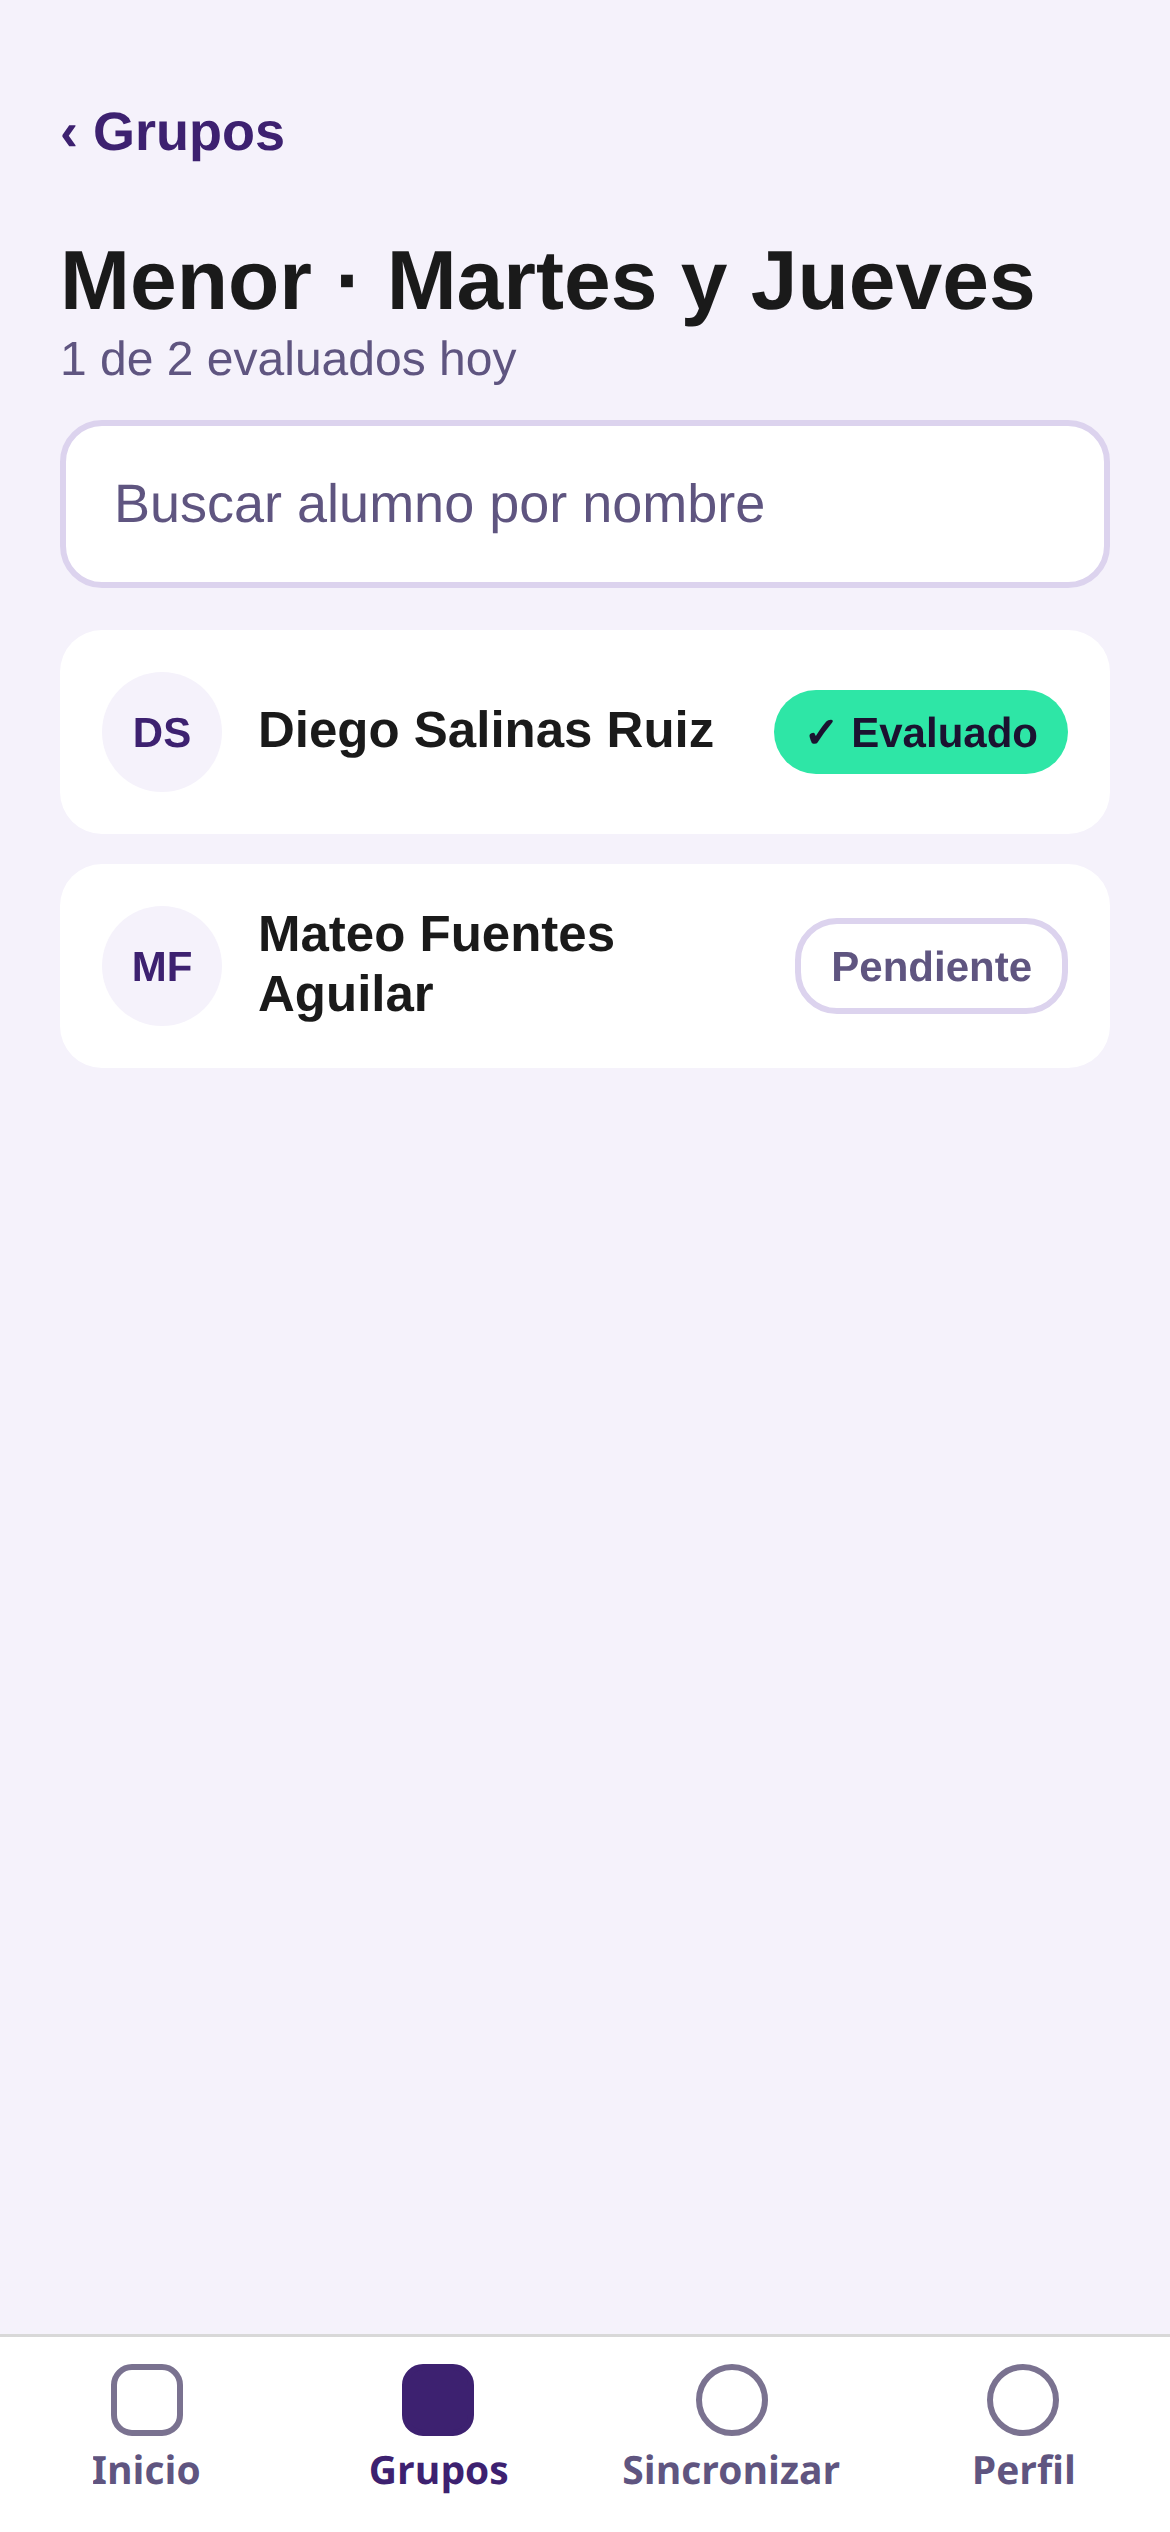 ‹ Grupos
Menor · Martes y Jueves
1 de 2 evaluados hoy
Buscar alumno por nombre
DS
Diego Salinas Ruiz
✓ Evaluado
MF
Mateo Fuentes
Aguilar
Pendiente
Inicio
Grupos
Sincronizar
Perfil